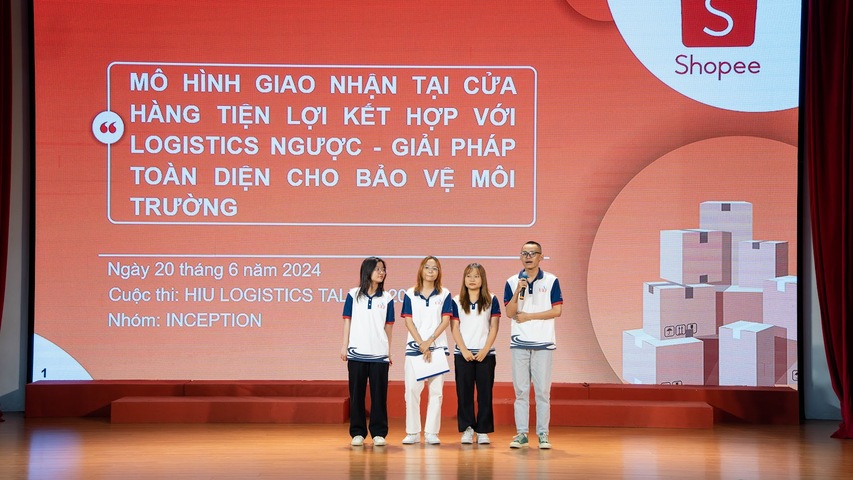 S
Shopee
MÔ HÌNH GIAO NHẬN TẠI CỬA
HÀNG TIỆN LỢI KẾT HỢP VỚI
LOGISTICS NGƯỢC - GIẢI PHÁP
TOÀN DIỆN CHO BẢO VỆ MÔI
TRƯỜNG
Ngày 20 tháng 6 năm 2024
Cuộc thi: HIU LOGISTICS
Nhóm: INCEPTION
1